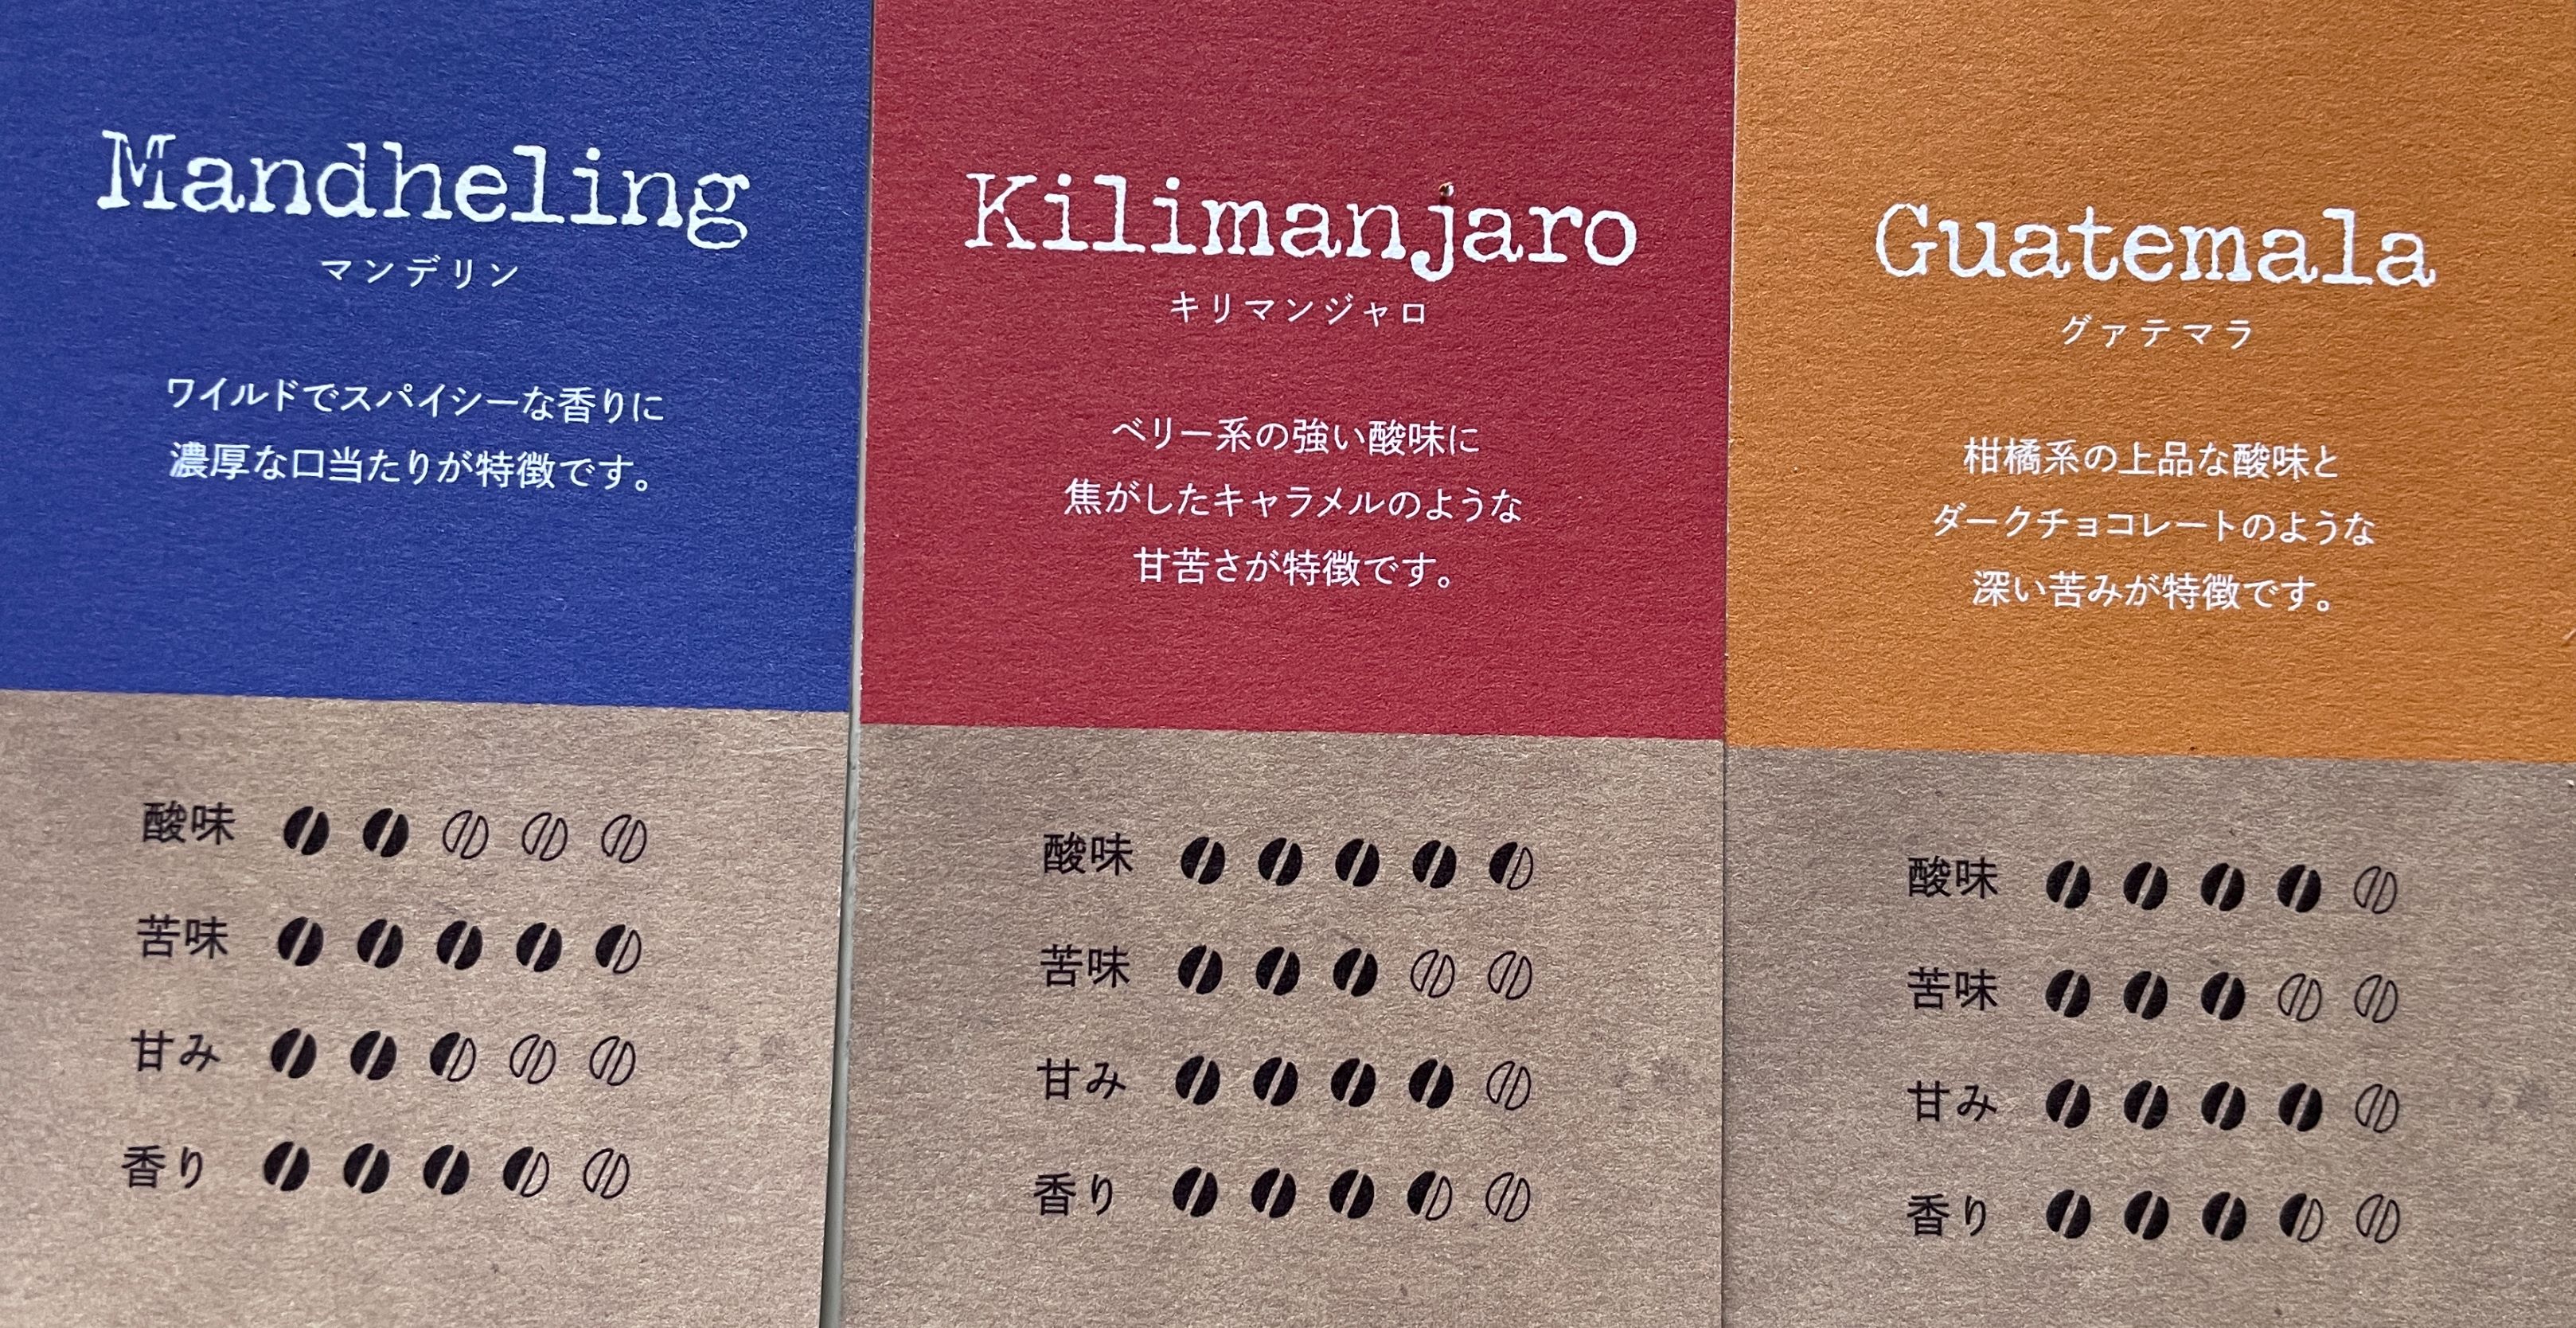 Mandheling
マンデリン
ワイルドでスパイシーな香りに
濃厚な口当たりが特徴です。
酸味
苦味
甘み
香り
Kilimanjaro
キリマンジャロ
ベリー系の強い酸味に
焦がしたキャラメルのような
甘苦さが特徴です。
酸味
苦味
甘み
香り
Guatemala
グァテマラ
柑橘系の上品な酸味と
ダークチョコレートのような
深い苦みが特徴です。
酸味
苦味
甘み
香り